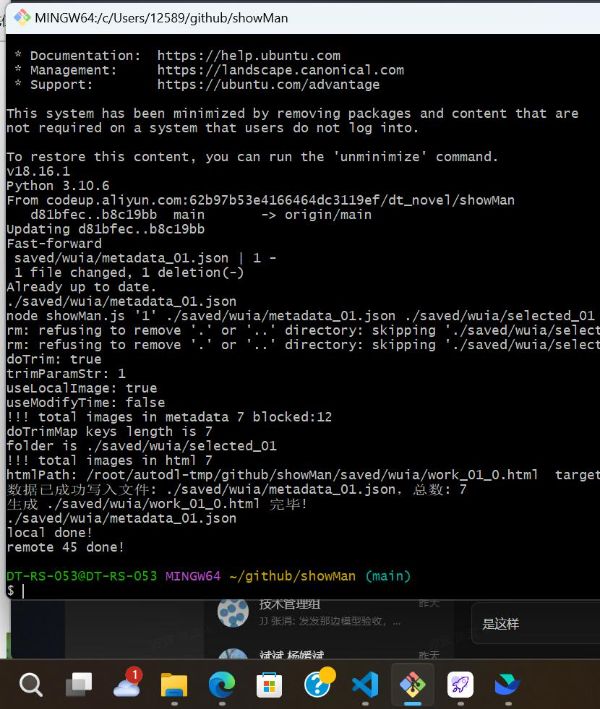 MINGW64:/c/Users/12589/github/showMan
* Documentation:  https://help.ubuntu.com
* Management:     https://landscape.canonical.com
* Support:        https://ubuntu.com/advantage
This system has been minimized by removing packages and content that are
not required on a system that users do not log into.
To restore this content, you can run the 'unminimize' command.
v18.16.1
Python 3.10.6
From codeup.aliyun.com:62b97b53e4166464dc3119ef/dt_novel/showMan
d81bfec..b8c19bb  main       -> origin/main
Updating d81bfec..b8c19bb
Fast-forward
saved/wuia/metadata_01.json | 1 -
1 file changed, 1 deletion(-)
Already up to date.
./saved/wuia/metadata_01.json
node showMan.js '1' ./saved/wuia/metadata_01.json ./saved/wuia/selected_01
rm: refusing to remove '.' or '..' directory: skipping './saved/wuia/select
rm: refusing to remove '.' or '..' directory: skipping './saved/wuia/select
doTrim: true
trimParamStr: 1
useLocalImage: true
useModifyTime: false
!!! total images in metadata 7 blocked:12
doTrimMap keys length is 7
folder is ./saved/wuia/selected_01
!!! total images in html 7
htmlPath: /root/autodl-tmp/github/showMan/saved/wuia/work_01_0.html  target
数据已成功写入文件: ./saved/wuia/metadata_01.json，总数: 7
生成 ./saved/wuia/work_01_0.html 完毕!
./saved/wuia/metadata_01.json
local done!
remote 45 done!
DT-RS-053@DT-RS-053 MINGW64 ~/github/showMan (main)
$
技术管理组 昨天
JJ 张涓: 发发那边模型验收，...
是这样
斌斌,杨媛斌 昨天
1